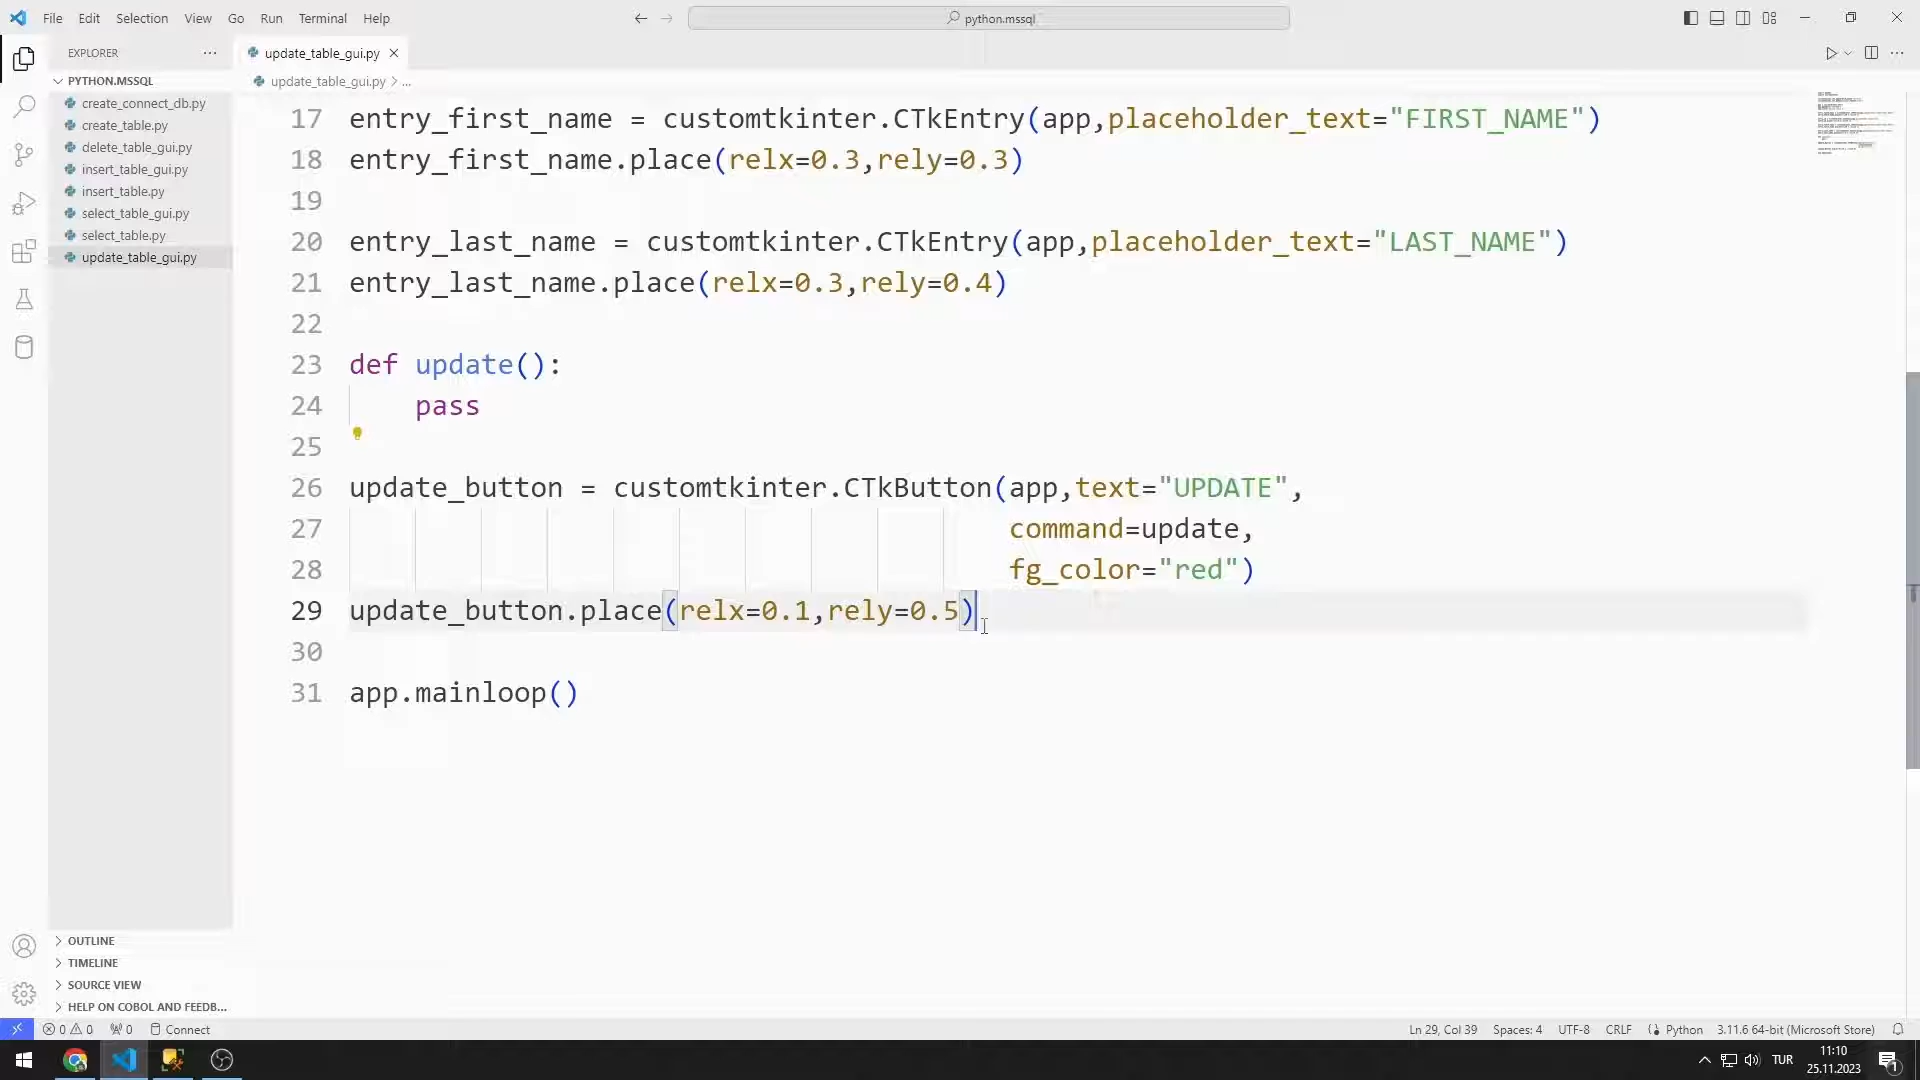 File Edit Selection View Go Run Terminal Help
python.mssql
EXPLORER
update_table_gui.py
PYTHON.MSSQL
update_table_gui.py > ...
create_connect_db.py
create_table.py
delete_table_gui.py
insert_table_gui.py
insert_table.py
select_table_gui.py
select_table.py
update_table_gui.py
17 entry_first_name = customtkinter.CTkEntry(app,placeholder_text="FIRST_NAME")
18 entry_first_name.place(relx=0.3,rely=0.3)
19
20 entry_last_name = customtkinter.CTkEntry(app,placeholder_text="LAST_NAME")
21 entry_last_name.place(relx=0.3,rely=0.4)
22
23 def update():
24 pass
25
26 update_button = customtkinter.CTkButton(app,text="UPDATE",
27 command=update,
28 fg_color="red")
29 update_button.place(relx=0.1,rely=0.5)
30
31 app.mainloop()
OUTLINE
TIMELINE
SOURCE VIEW
HELP ON COBOL AND FEEDB...
0 0 0 Connect
Ln 29, Col 39 Spaces: 4 UTF-8 CRLF Python 3.11.6 64-bit (Microsoft Store)
TUR
11:10
25.11.2023
1